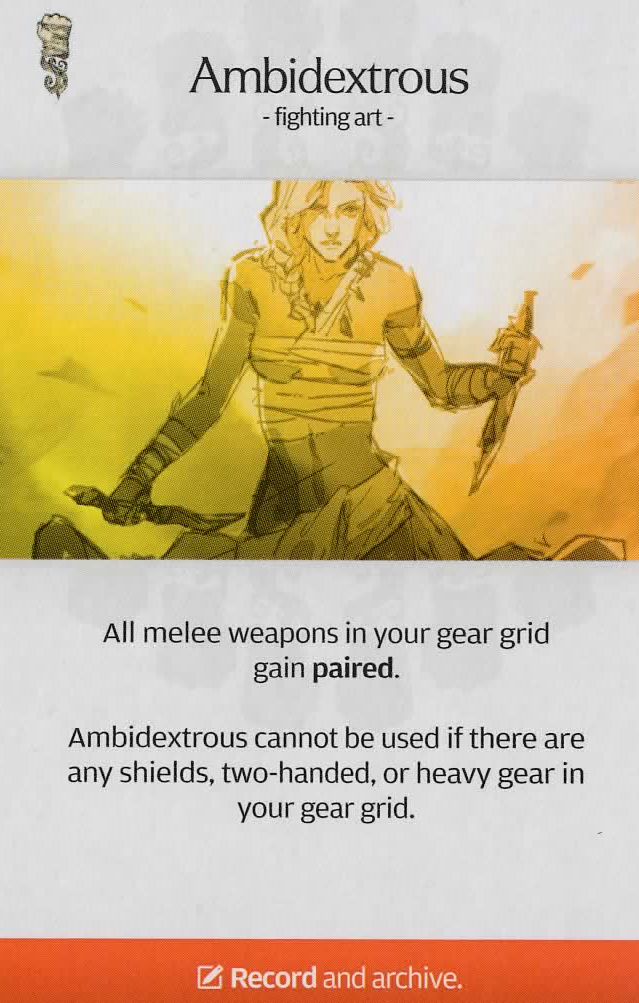 Ambidextrous
- fighting art -
All melee weapons in your gear grid
gain paired.
Ambidextrous cannot be used if there are
any shields, two-handed, or heavy gear in
your gear grid.
Record and archive.